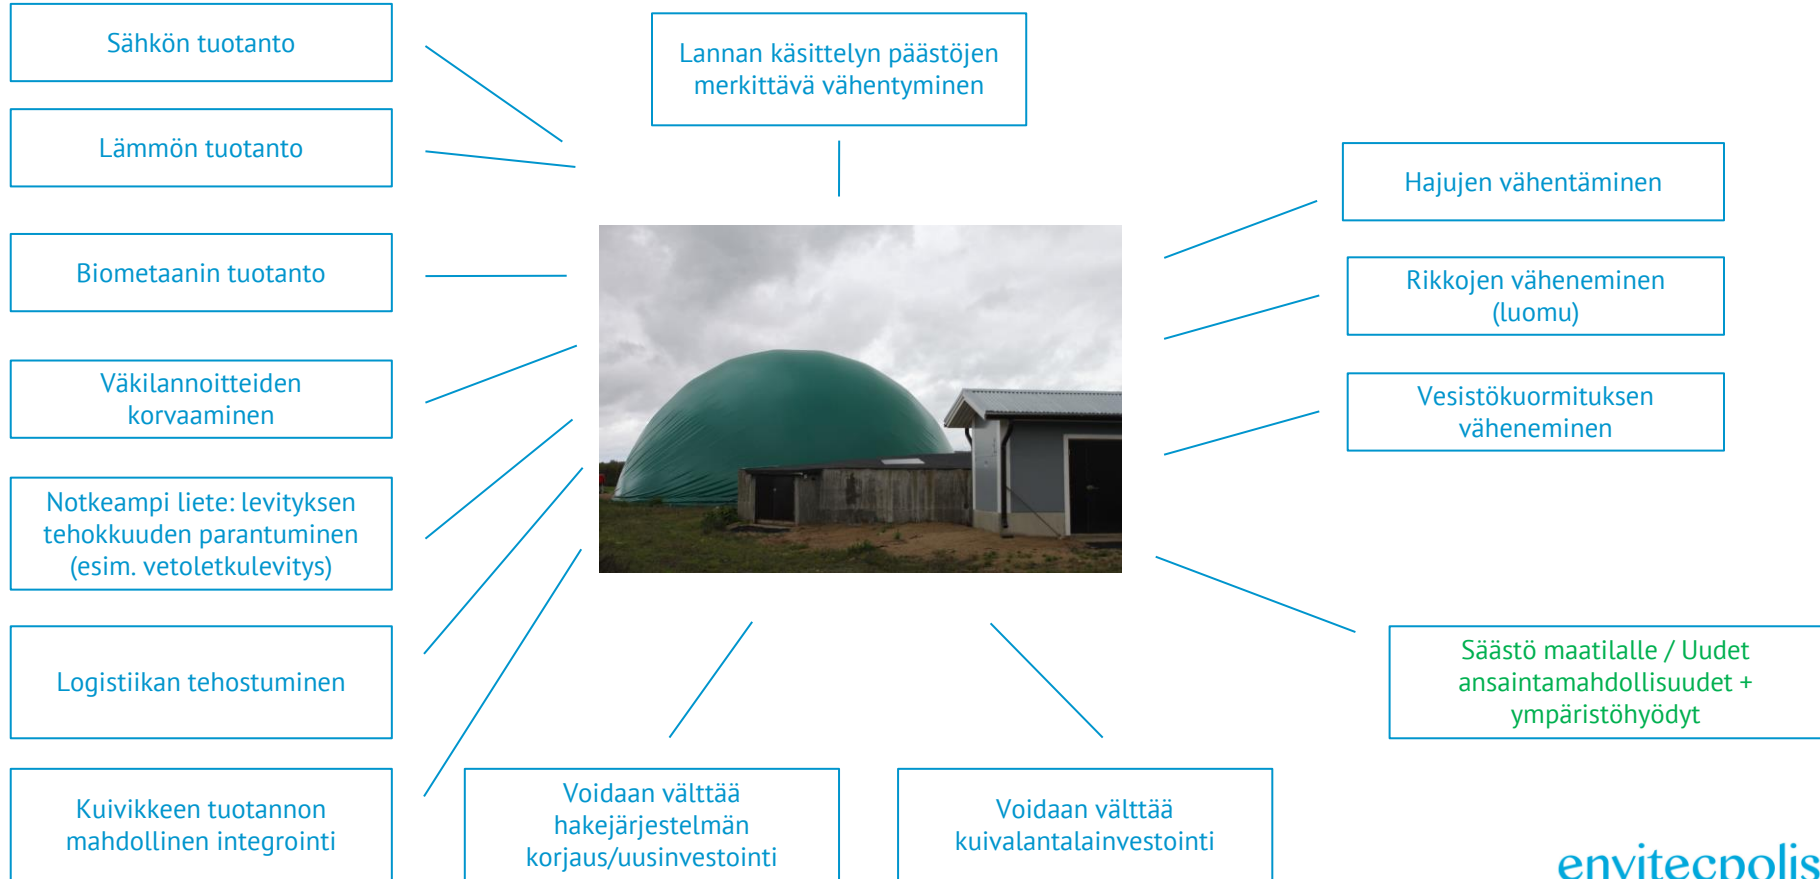 Sähkön tuotanto
Lannan käsittelyn päästöjen
merkittävä vähentyminen
Lämmön tuotanto
Hajujen vähentäminen
Biometaanin tuotanto
Rikkojen väheneminen
(luomu)
Väkilannoitteiden
korvaaminen
Vesistökuormituksen
väheneminen
Notkeampi liete: levityksen
tehokkuuden parantuminen
(esim. vetoletkulevitys)
Logistiikan tehostuminen
Säästö maatilalle / Uudet
ansaintamahdollisuudet +
ympäristöhyödyt
Kuivikkeen tuotannon
mahdollinen integrointi
Voidaan välttää
hakejärjestelmän
korjaus/uusinvestointi
Voidaan välttää
kuivalantalainvestointi
envitecpolis